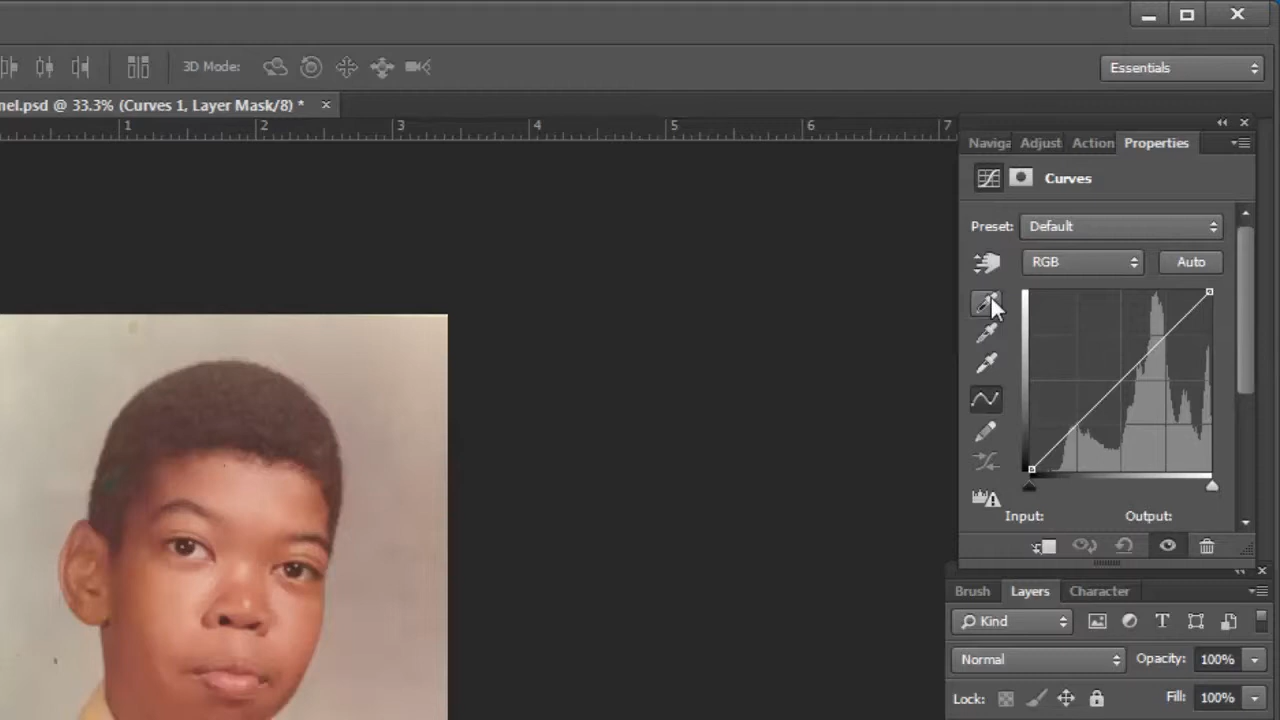 3D Mode:
Essentials
nel.psd @ 33.3% (Curves 1, Layer Mask/8) *
1 2 3 4 5 6 7
Naviga Adjust Action Properties
Curves
Preset: Default
RGB Auto
Input: Output:
Brush Layers Character
Kind T
Normal Opacity: 100%
Lock: Fill: 100%